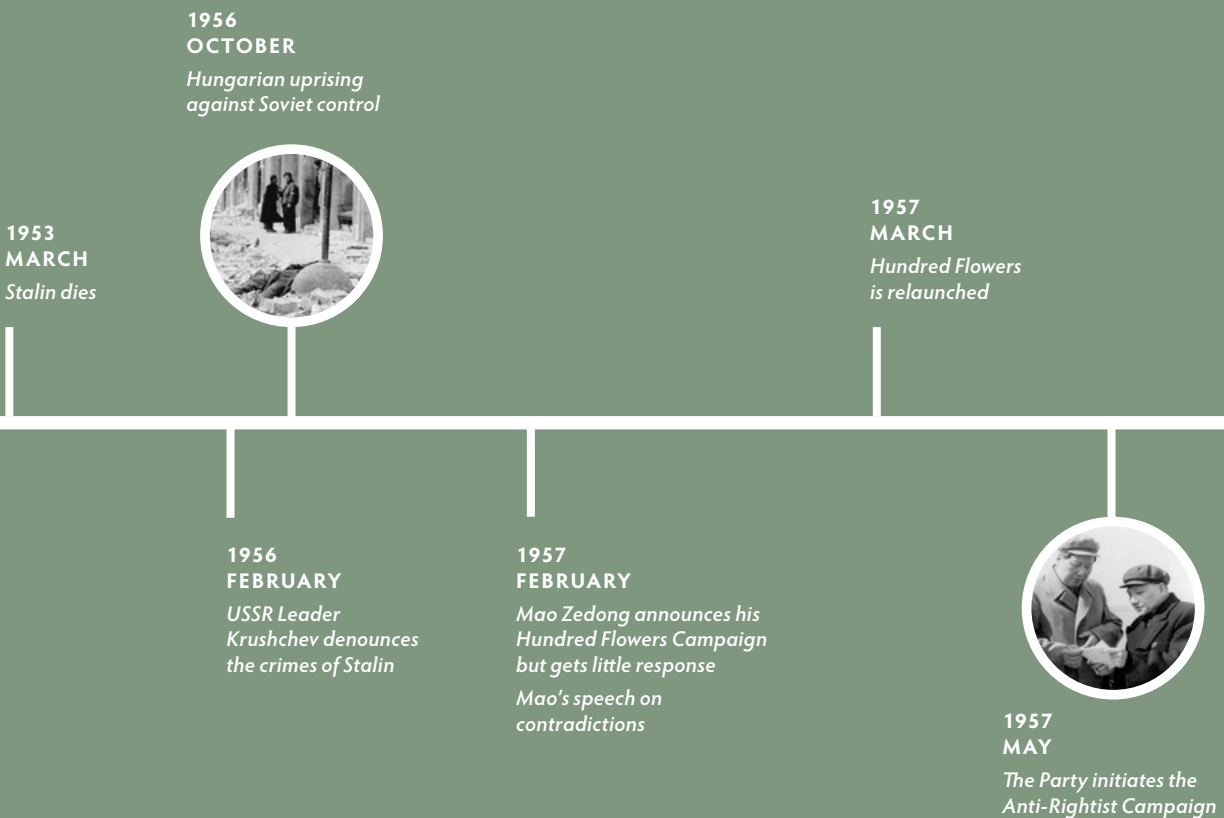 1956
OCTOBER
Hungarian uprising
against Soviet control
1953
MARCH
Stalin dies
1957
MARCH
Hundred Flowers
is relaunched
1956
FEBRUARY
USSR Leader
Krushchev denounces
the crimes of Stalin
1957
FEBRUARY
Mao Zedong announces his
Hundred Flowers Campaign
but gets little response
Mao's speech on
contradictions
1957
MAY
The Party initiates the
Anti-Rightist Campaign